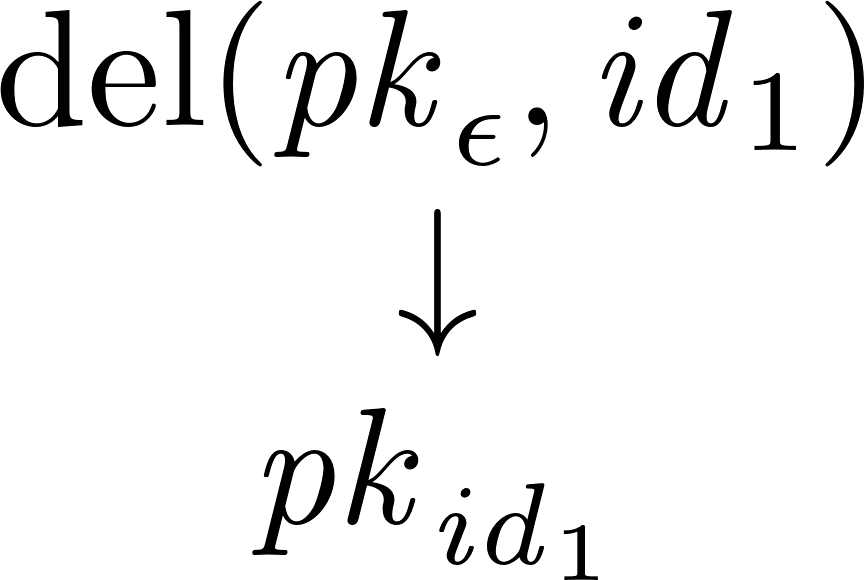 del(pk_ϵ, id_1)
↓
pk_{id_1}